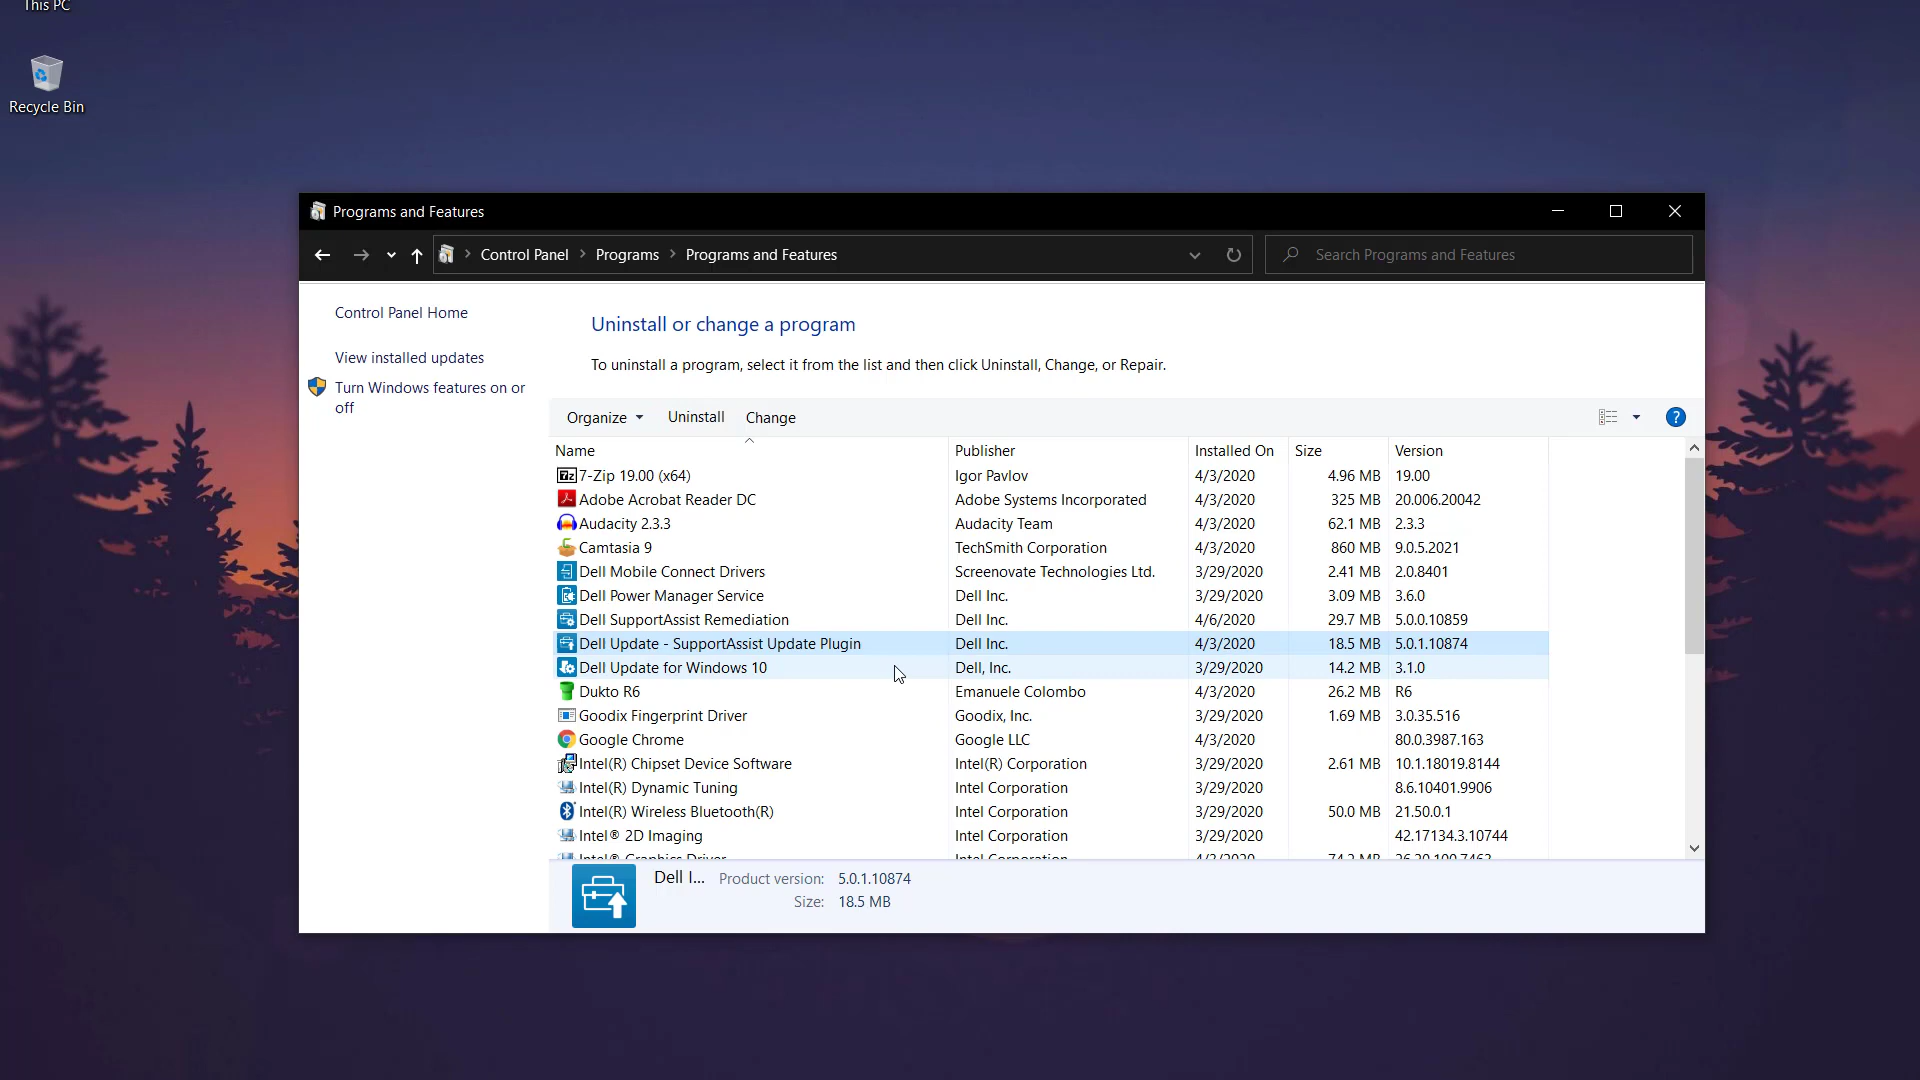 This PC
Recycle Bin
Programs and Features
Control Panel > Programs > Programs and Features
Search Programs and Features
Control Panel Home
View installed updates
Turn Windows features on or
off
Uninstall or change a program
To uninstall a program, select it from the list and then click Uninstall, Change, or Repair.
Organize Uninstall Change
Name Publisher Installed On Size Version
7-Zip 19.00 (x64) Igor Pavlov 4/3/2020 4.96 MB 19.00
Adobe Acrobat Reader DC Adobe Systems Incorporated 4/3/2020 325 MB 20.006.20042
Audacity 2.3.3 Audacity Team 4/3/2020 62.1 MB 2.3.3
Camtasia 9 TechSmith Corporation 4/3/2020 860 MB 9.0.5.2021
Dell Mobile Connect Drivers Screenovate Technologies Ltd. 3/29/2020 2.41 MB 2.0.8401
Dell Power Manager Service Dell Inc. 3/29/2020 3.09 MB 3.6.0
Dell SupportAssist Remediation Dell Inc. 4/6/2020 29.7 MB 5.0.0.10859
Dell Update - SupportAssist Update Plugin Dell Inc. 4/3/2020 18.5 MB 5.0.1.10874
Dell Update for Windows 10 Dell, Inc. 3/29/2020 14.2 MB 3.1.0
Dukto R6 Emanuele Colombo 4/3/2020 26.2 MB R6
Goodix Fingerprint Driver Goodix, Inc. 3/29/2020 1.69 MB 3.0.35.516
Google Chrome Google LLC 4/3/2020 80.0.3987.163
Intel(R) Chipset Device Software Intel(R) Corporation 3/29/2020 2.61 MB 10.1.18019.8144
Intel(R) Dynamic Tuning Intel Corporation 3/29/2020 8.6.10401.9906
Intel(R) Wireless Bluetooth(R) Intel Corporation 3/29/2020 50.0 MB 21.50.0.1
Intel® 2D Imaging Intel Corporation 3/29/2020 42.17134.3.10744
Intel® Graphics Driver Intel Corporation 4/3/2020 74.2 MB 26.20.100.7463
Dell I... Product version: 5.0.1.10874
Size: 18.5 MB